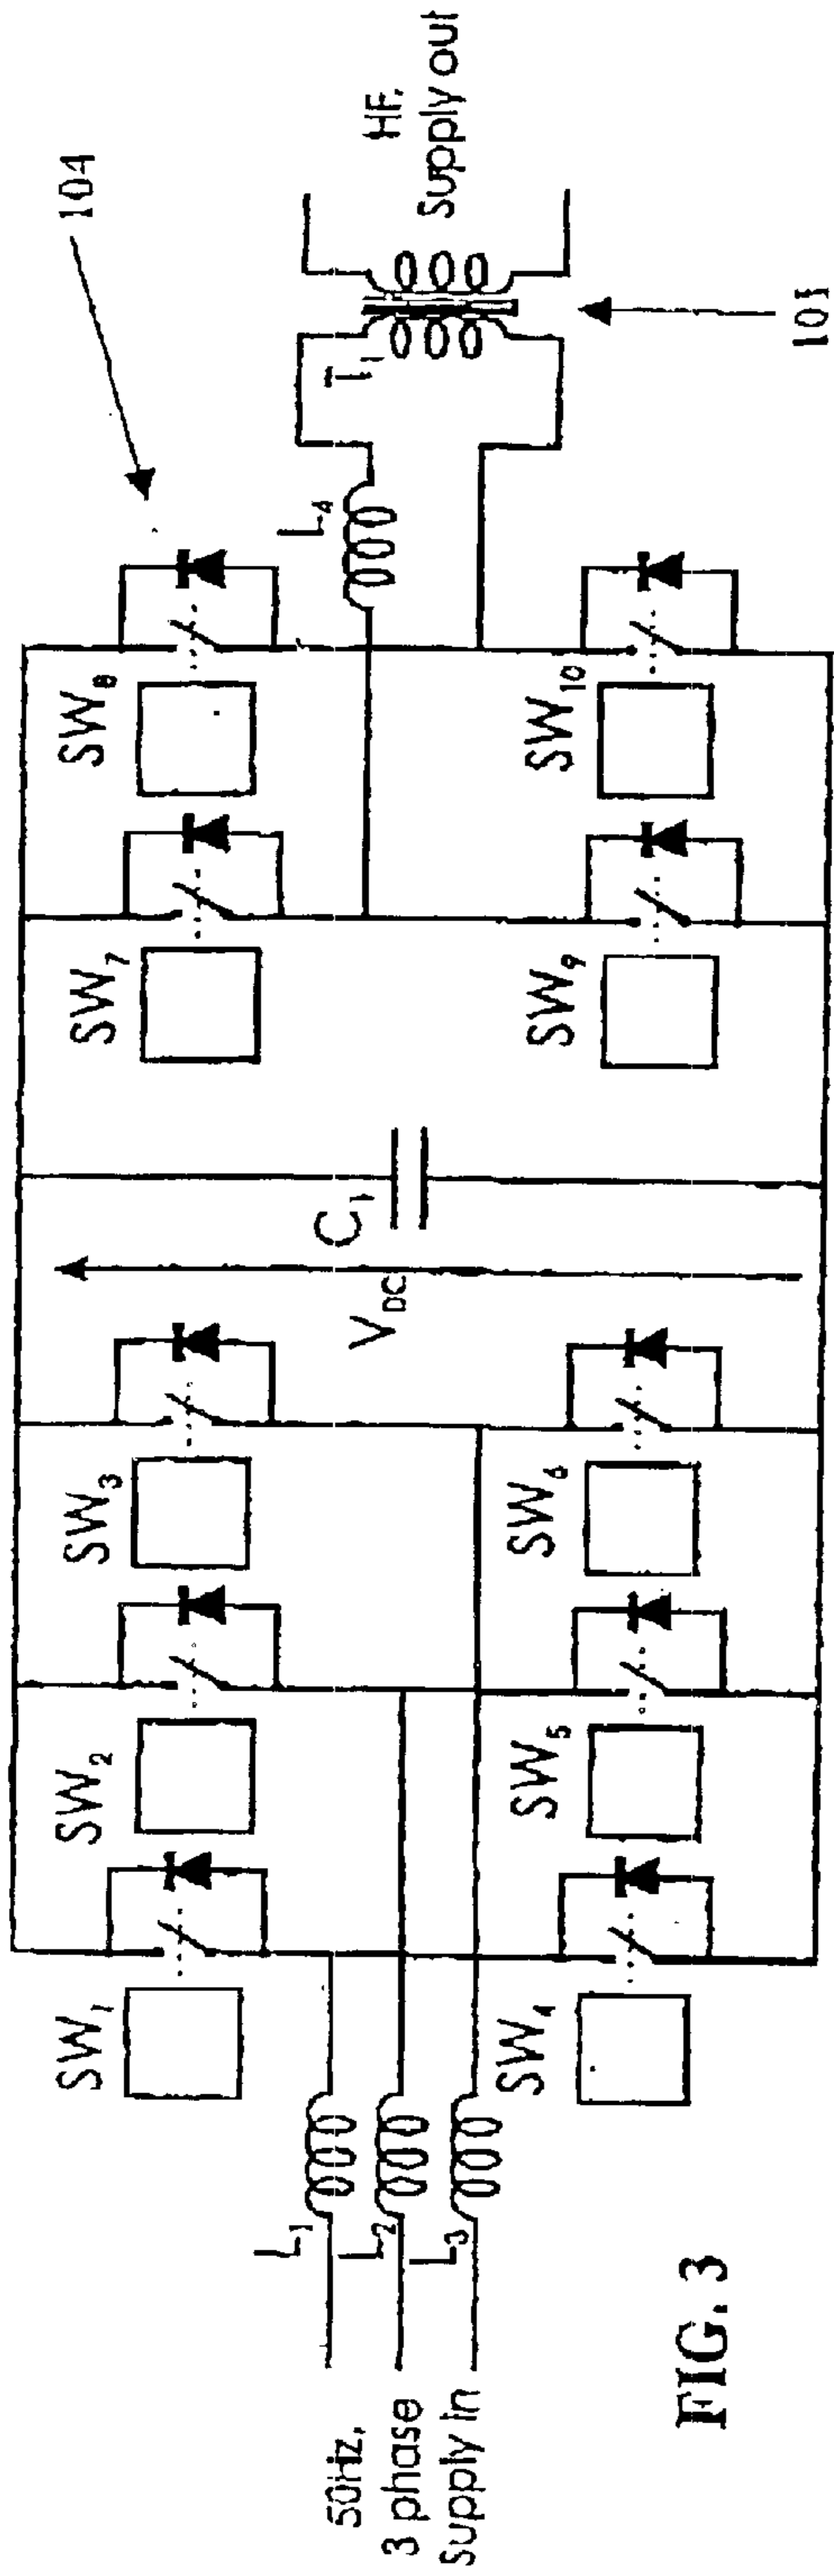 50Hz,
3 phase
Supply in
L1
L2
L3
SW1
SW2
SW3
SW4
SW5
SW6
VDC
C1
SW7
SW8
SW9
SW10
L4
T1
HF.
Supply out
104
101
FIG. 3